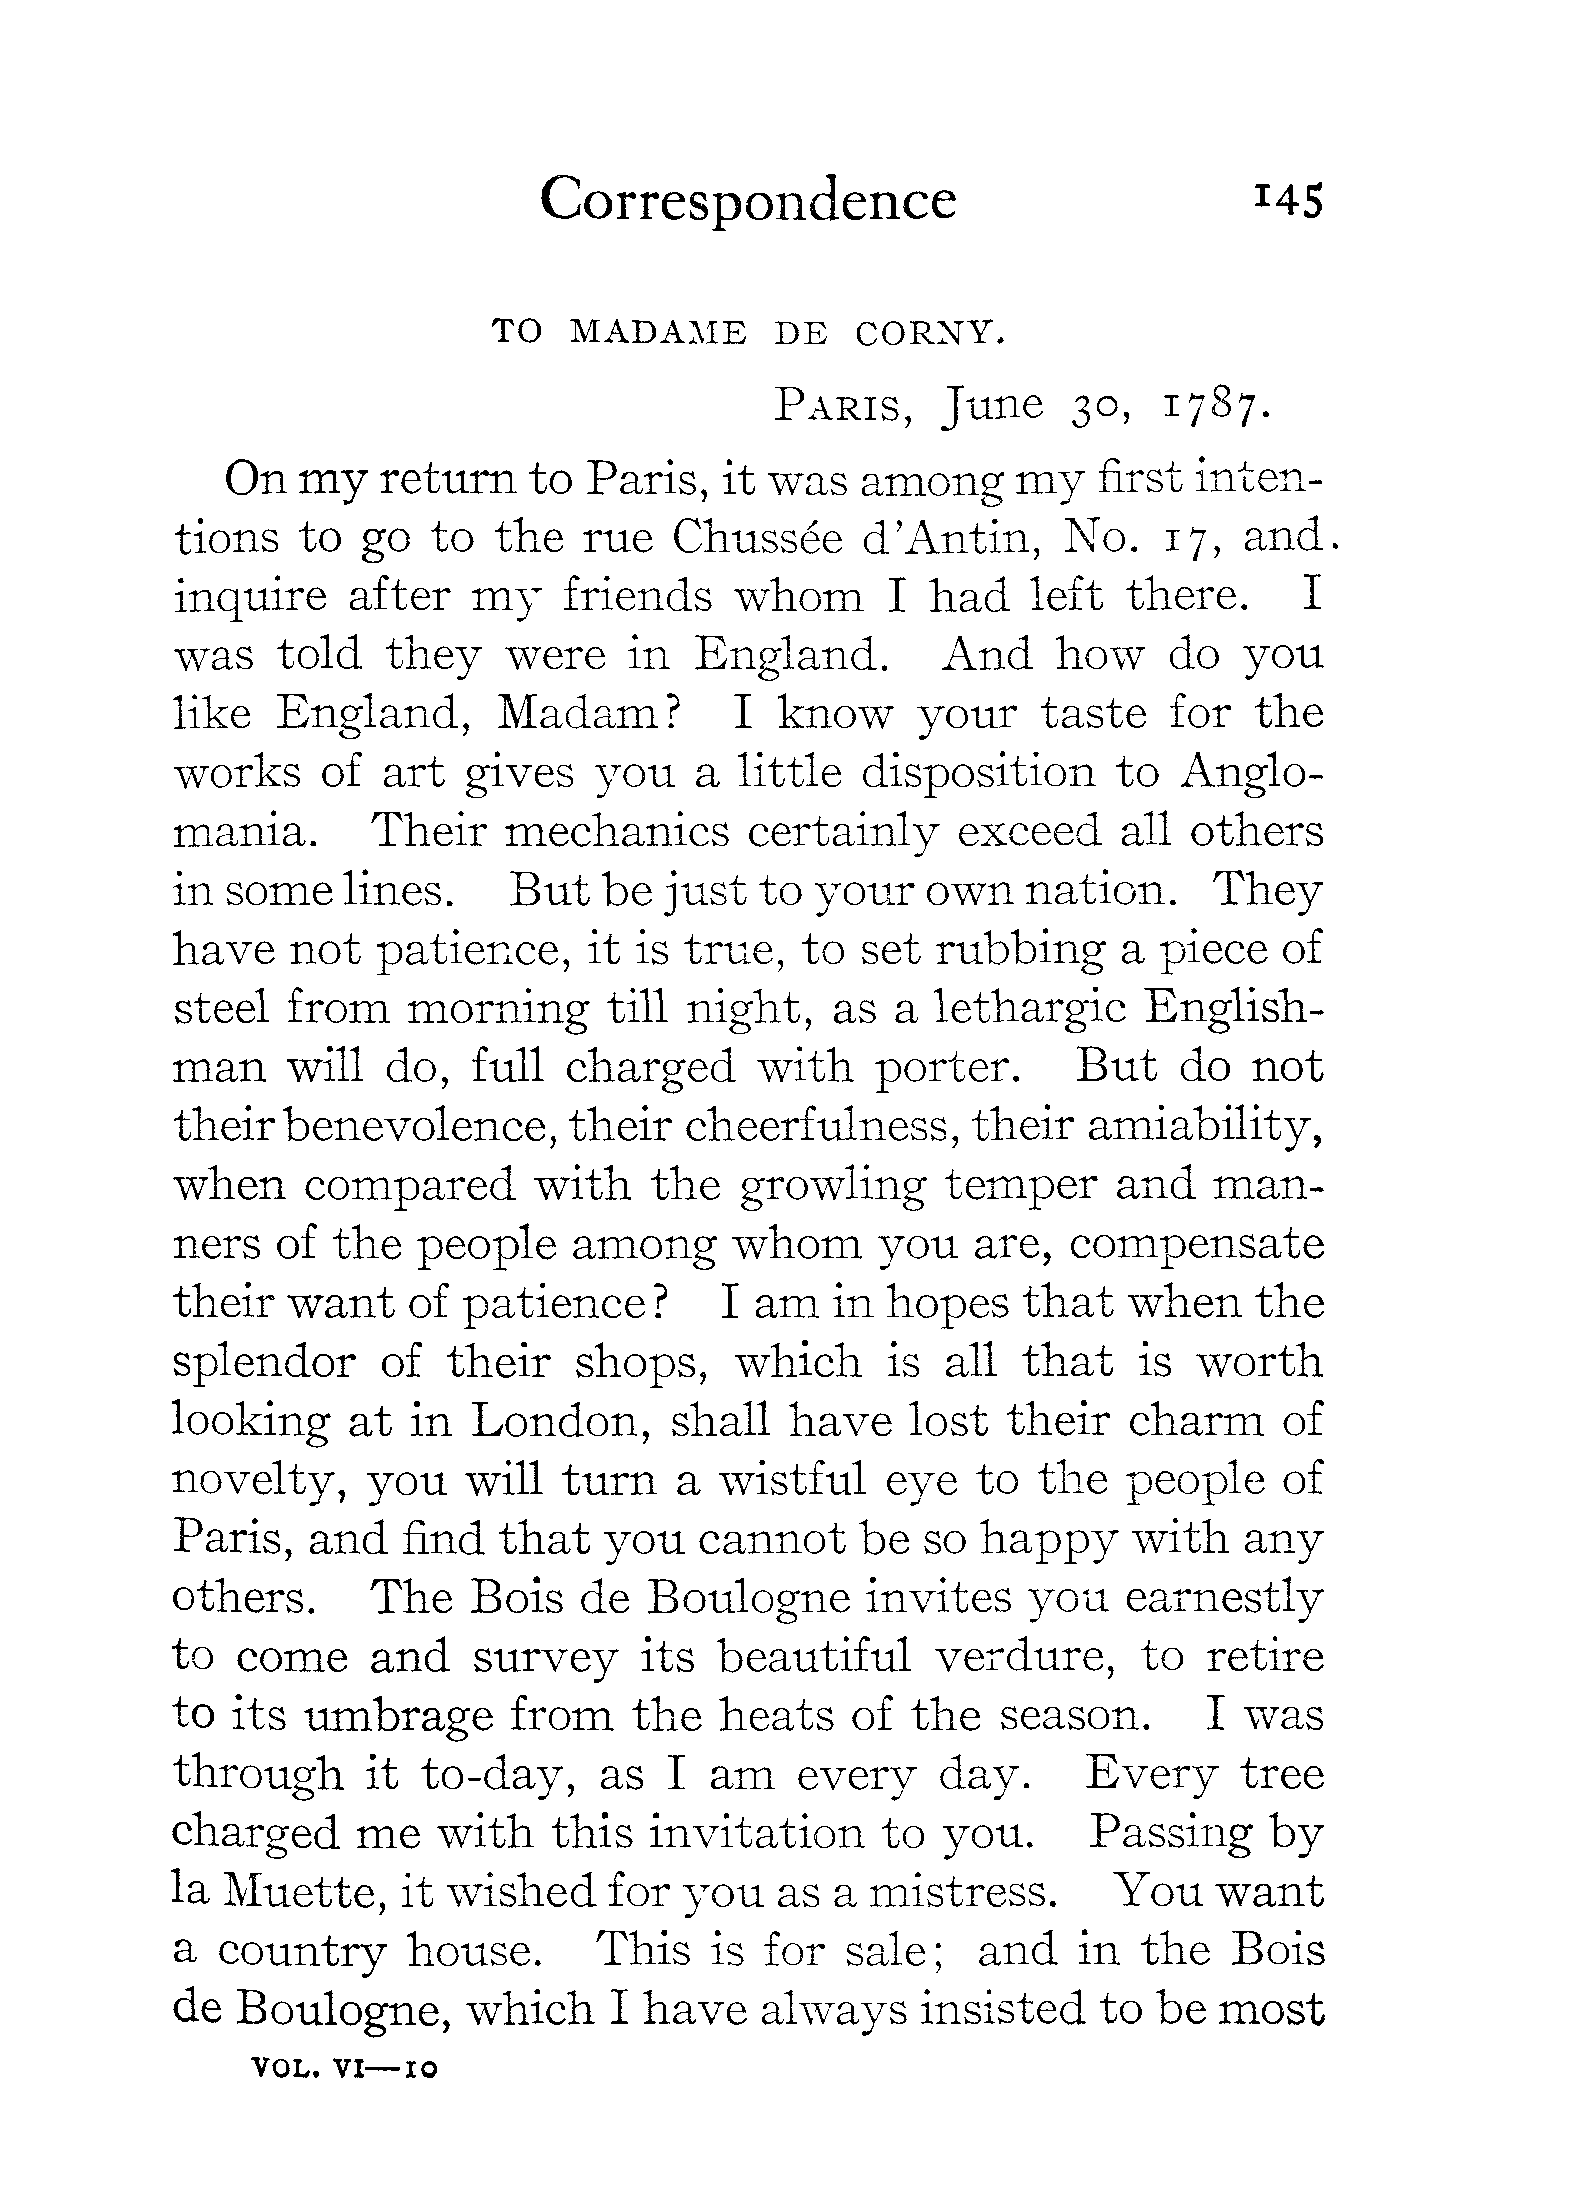 Correspondence 145
TO MADAME DE CORNY.
PARIS, June 30, 1787.
On my return to Paris, it was among my first inten-
tions to go to the rue Chussée d'Antin, No. 17, and.
inquire after my friends whom I had left there. I
was told they were in England. And how do you
like England, Madam? I know your taste for the
works of art gives you a little disposition to Anglo-
mania. Their mechanics certainly exceed all others
in some lines. But be just to your own nation. They
have not patience, it is true, to set rubbing a piece of
steel from morning till night, as a lethargic English-
man will do, full charged with porter. But do not
their benevolence, their cheerfulness, their amiability,
when compared with the growling temper and man-
ners of the people among whom you are, compensate
their want of patience? I am in hopes that when the
splendor of their shops, which is all that is worth
looking at in London, shall have lost their charm of
novelty, you will turn a wistful eye to the people of
Paris, and find that you cannot be so happy with any
others. The Bois de Boulogne invites you earnestly
to come and survey its beautiful verdure, to retire
to its umbrage from the heats of the season. I was
through it to-day, as I am every day. Every tree
charged me with this invitation to you. Passing by
la Muette, it wished for you as a mistress. You want
a country house. This is for sale; and in the Bois
de Boulogne, which I have always insisted to be most
VOL. VI—10